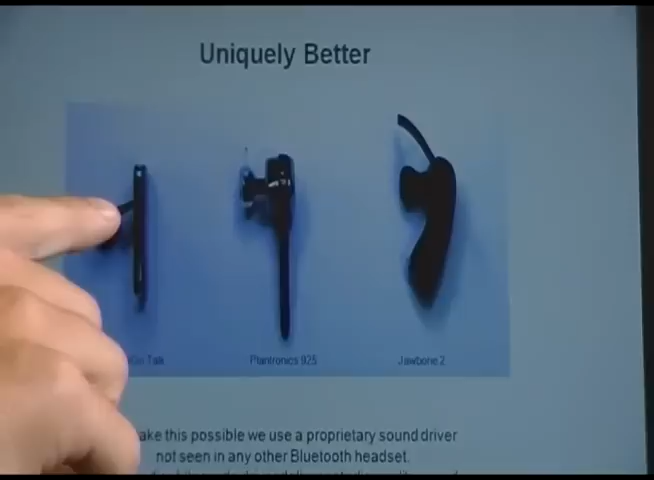 Uniquely Better
Talk
Plantronics 925
Jawbone 2
ake this possible we use a proprietary sound driver
not seen in any other Bluetooth headset.